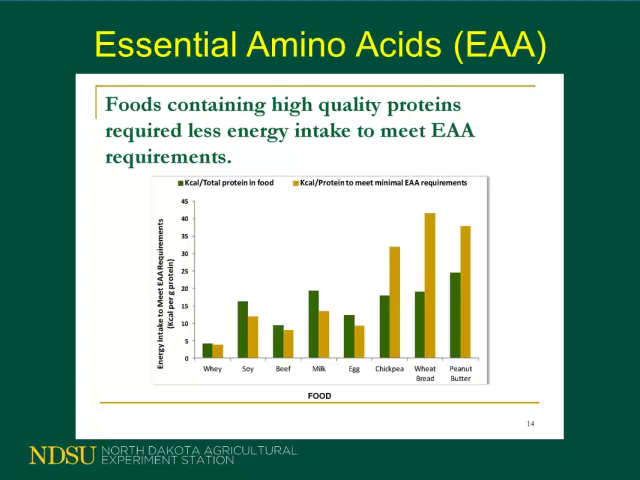 Essential Amino Acids (EAA)
Foods containing high quality proteins
required less energy intake to meet EAA
requirements.
Kcal/Total protein in food Kcal/Protein to meet minimal EAA requirements
Energy Intake to Meet EAA Requirements
(Kcal per g protein)
45
40
35
30
25
20
15
10
5
0
Whey Soy Beef Milk Egg Chickpea Wheat Bread Peanut Butter
FOOD
14
NDSU NORTH DAKOTA AGRICULTURAL
EXPERIMENT STATION